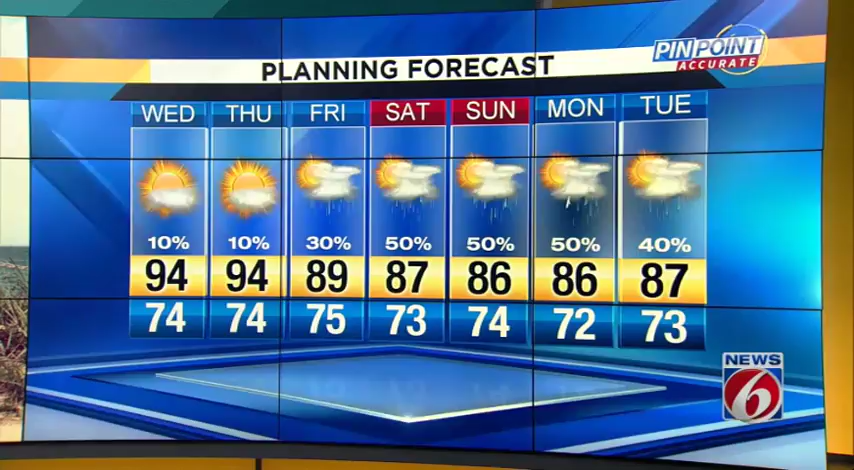 PINPOINT
ACCURATE
PLANNING FORECAST
WED THU FRI SAT SUN MON TUE
10% 10% 30% 50% 50% 50% 40%
94 94 89 87 86 86 87
74 74 75 73 74 72 73
NEWS
6